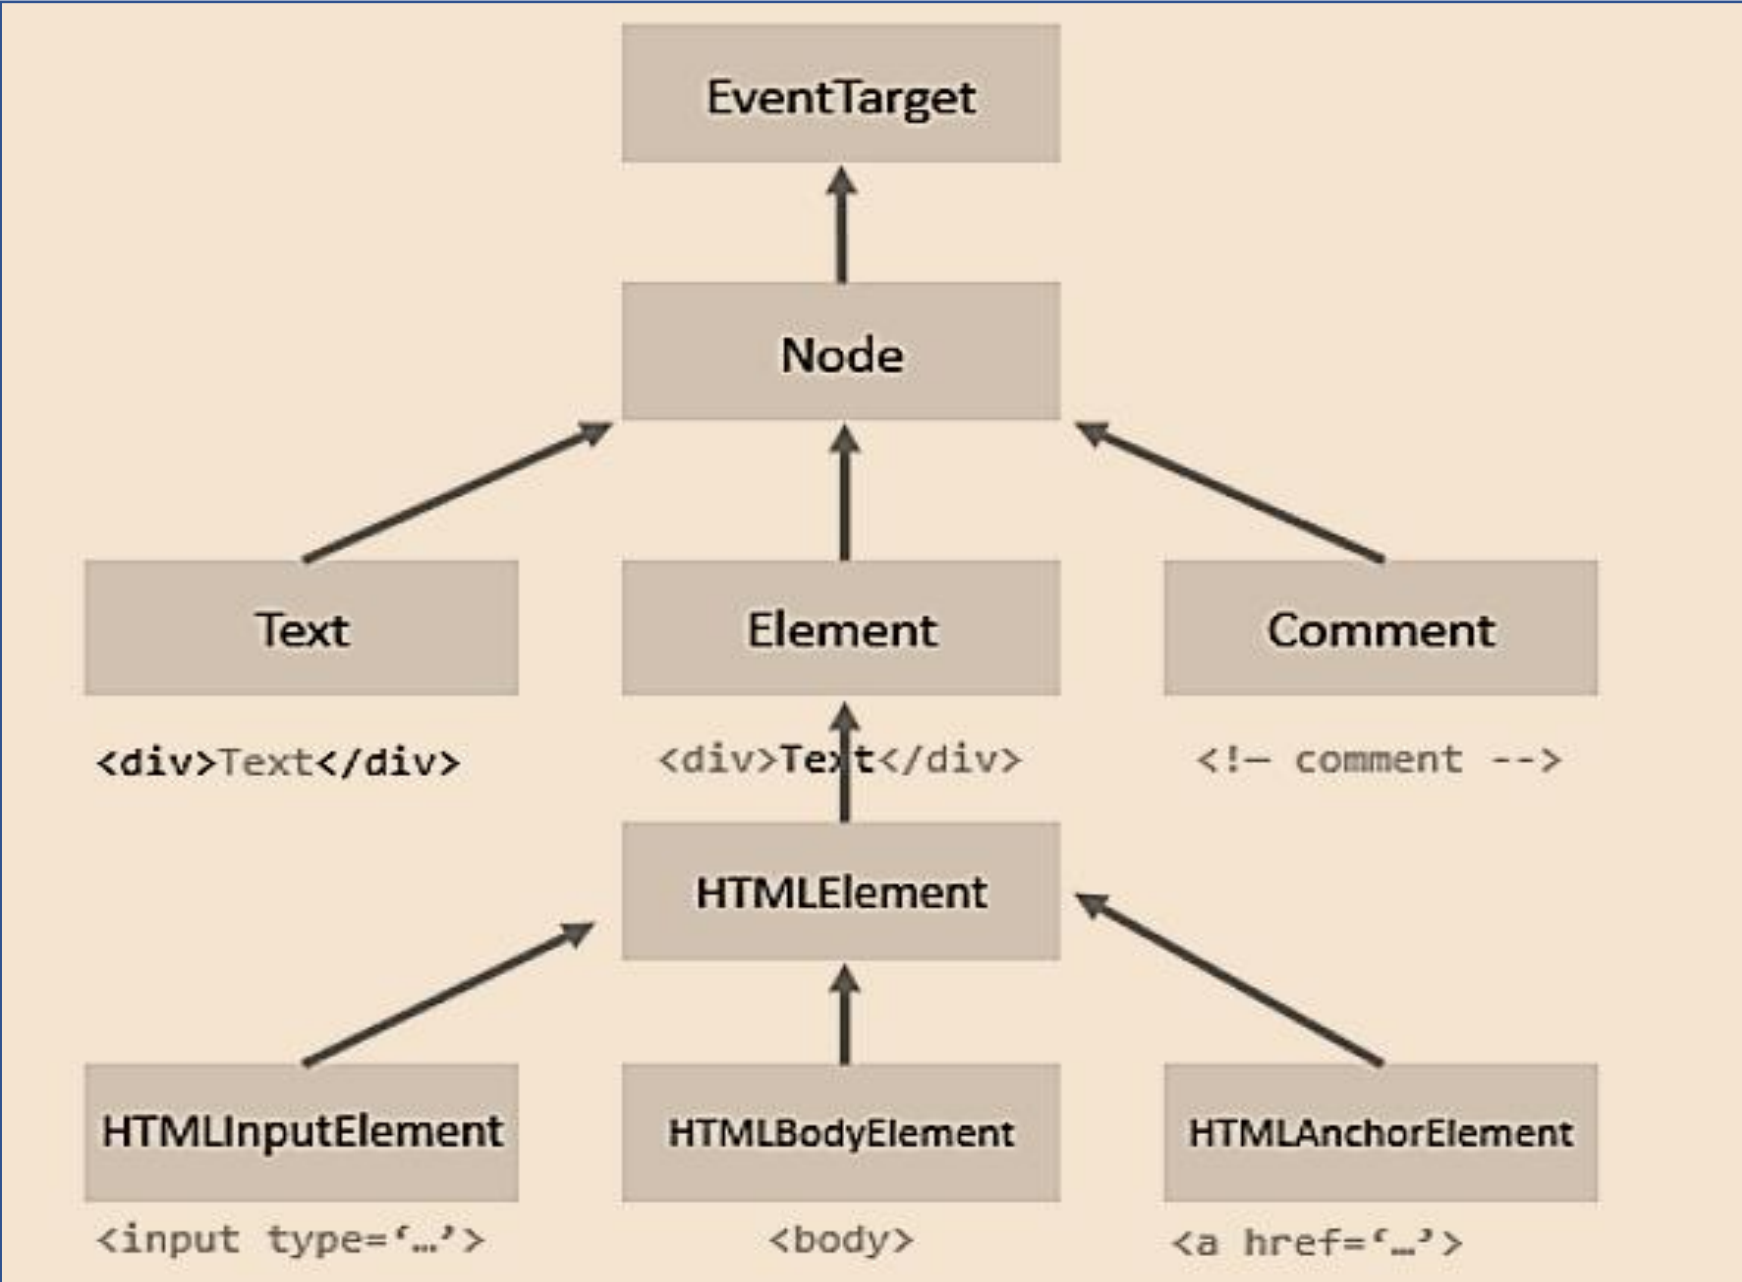 EventTarget
Node
Text
Element
Comment
<div>Text</div>
<div>Text</div>
<!— comment -->
HTMLElement
HTMLInputElement
HTMLBodyElement
HTMLAnchorElement
<input type=‘…’>
<body>
<a href=‘…’>